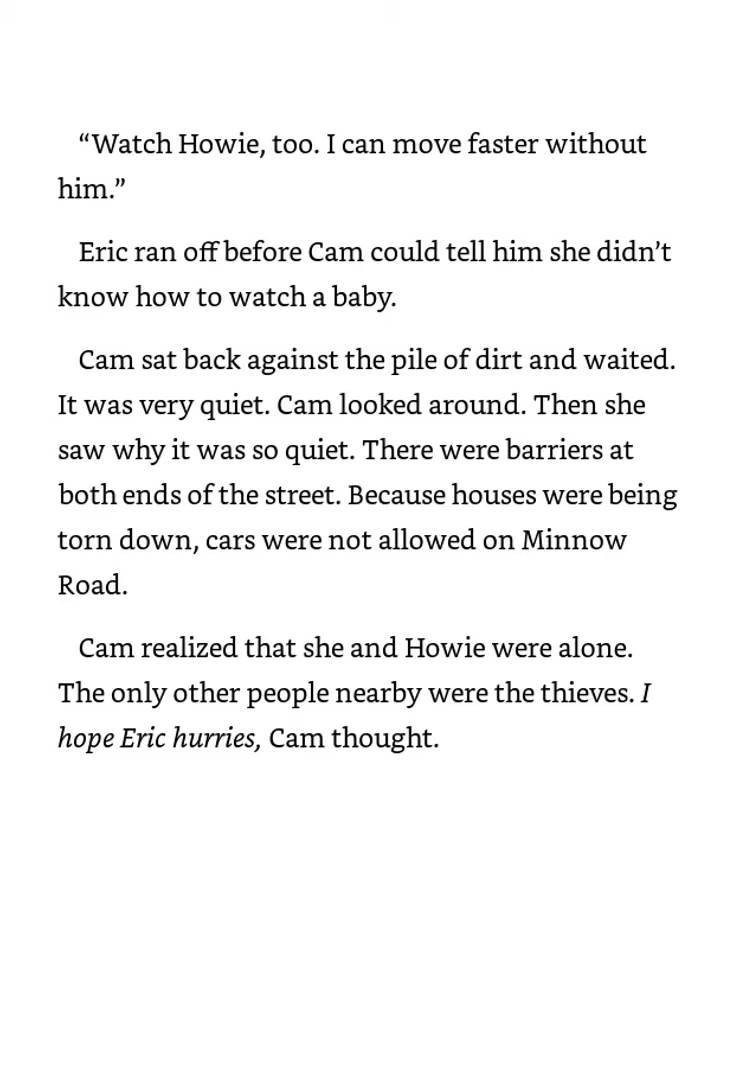 “Watch Howie, too. I can move faster without
him.”
Eric ran off before Cam could tell him she didn’t
know how to watch a baby.
Cam sat back against the pile of dirt and waited.
It was very quiet. Cam looked around. Then she
saw why it was so quiet. There were barriers at
both ends of the street. Because houses were being
torn down, cars were not allowed on Minnow
Road.
Cam realized that she and Howie were alone.
The only other people nearby were the thieves. I
hope Eric hurries, Cam thought.